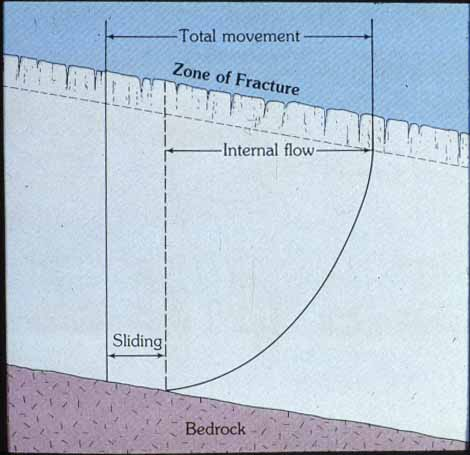 Total movement
Zone of Fracture
Internal flow
Sliding
Bedrock